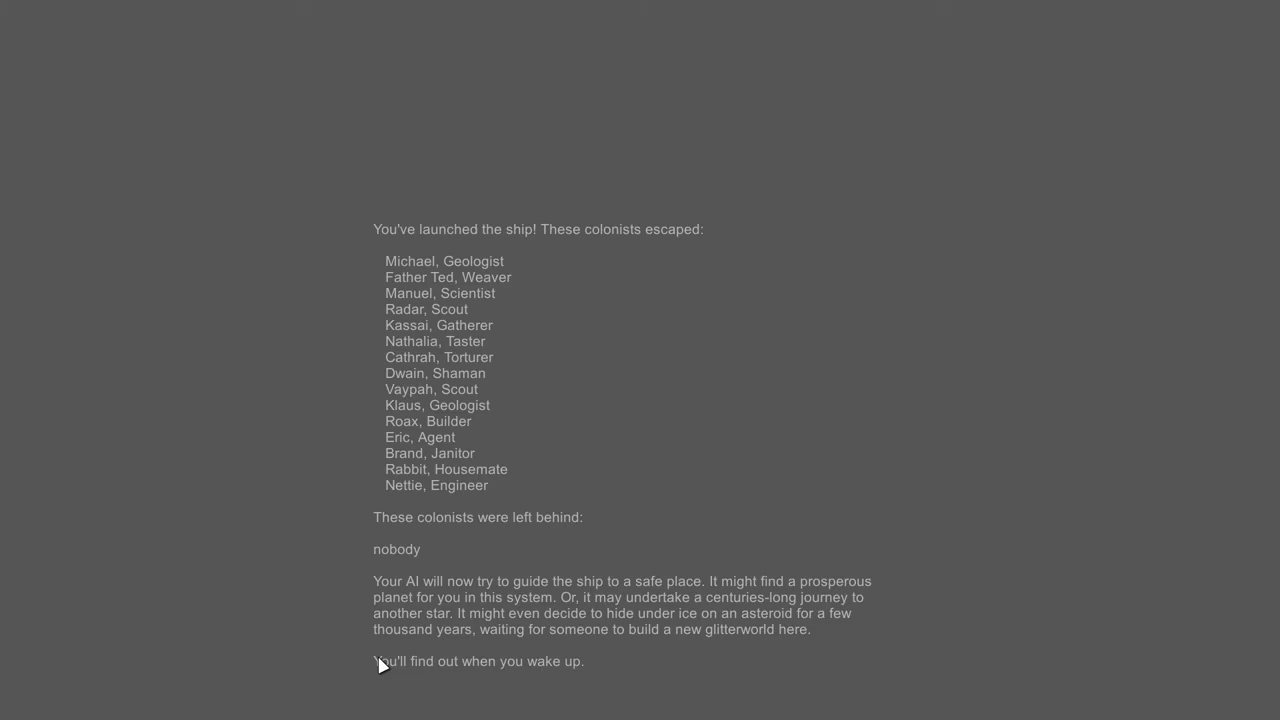 You've launched the ship! These colonists escaped:
Michael, Geologist
Father Ted, Weaver
Manuel, Scientist
Radar, Scout
Kassai, Gatherer
Nathalia, Taster
Cathrah, Torturer
Dwain, Shaman
Vaypah, Scout
Klaus, Geologist
Roax, Builder
Eric, Agent
Brand, Janitor
Rabbit, Housemate
Nettie, Engineer
These colonists were left behind:
nobody
Your AI will now try to guide the ship to a safe place. It might find a prosperous
planet for you in this system. Or, it may undertake a centuries-long journey to
another star. It might even decide to hide under ice on an asteroid for a few
thousand years, waiting for someone to build a new glitterworld here.
You'll find out when you wake up.